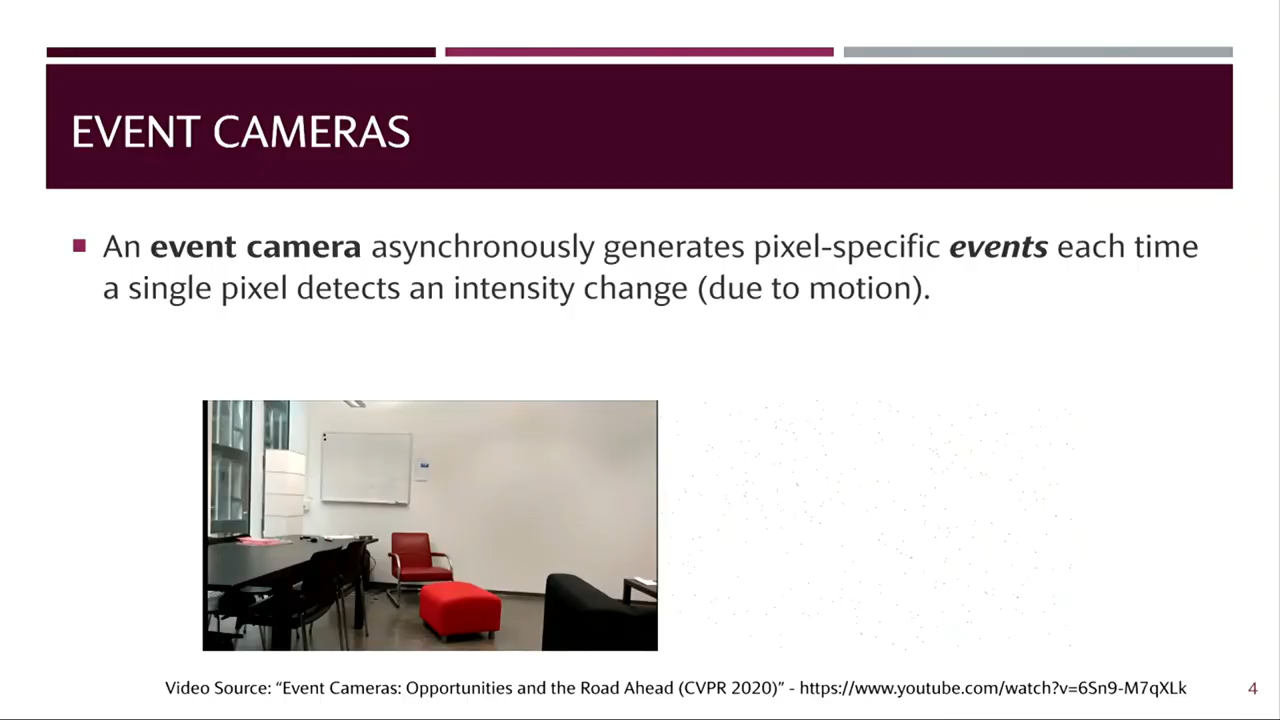 EVENT CAMERAS
An event camera asynchronously generates pixel-specific events each time
a single pixel detects an intensity change (due to motion).
Video Source: “Event Cameras: Opportunities and the Road Ahead (CVPR 2020)” - https://www.youtube.com/watch?v=6Sn9-M7qXLk
4